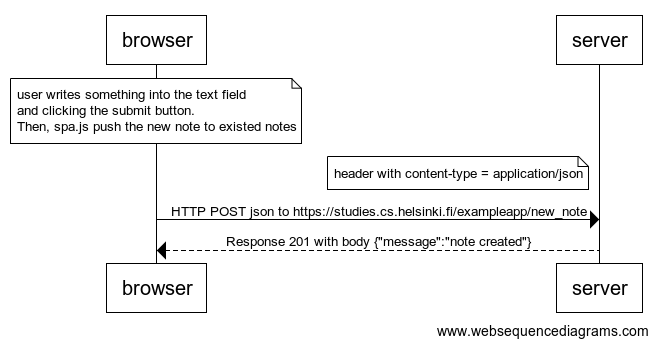 browser
server
user writes something into the text field
and clicking the submit button.
Then, spa.js push the new note to existed notes
header with content-type = application/json
HTTP POST json to https://studies.cs.helsinki.fi/exampleapp/new_note
Response 201 with body {"message":"note created"}
browser
server
www.websequencediagrams.com